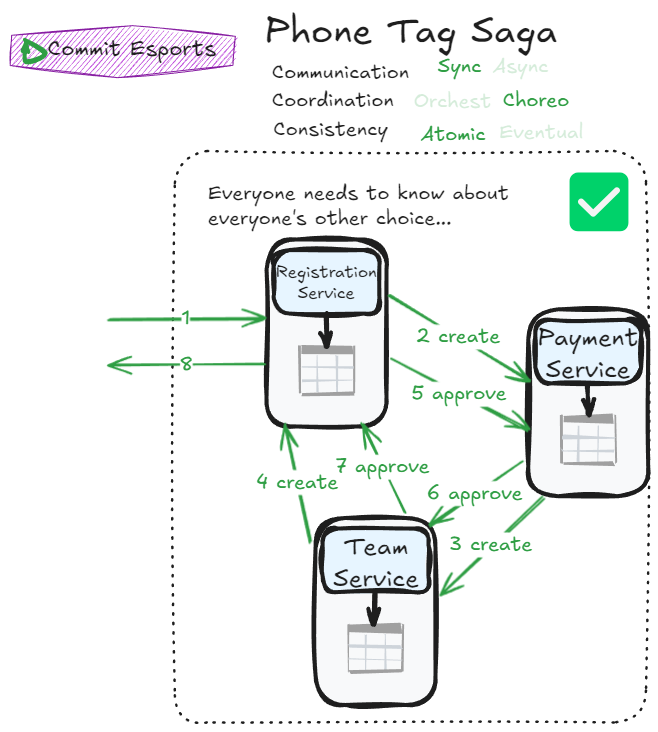 Commit Esports
Phone Tag Saga
Communication Sync Async
Coordination Orchest Choreo
Consistency Atomic Eventual
Everyone needs to know about
everyone's other choice...
Registration
Service
1
2 create
Payment
Service
8
5 approve
4 create
7 approve
6 approve
3 create
Team
Service